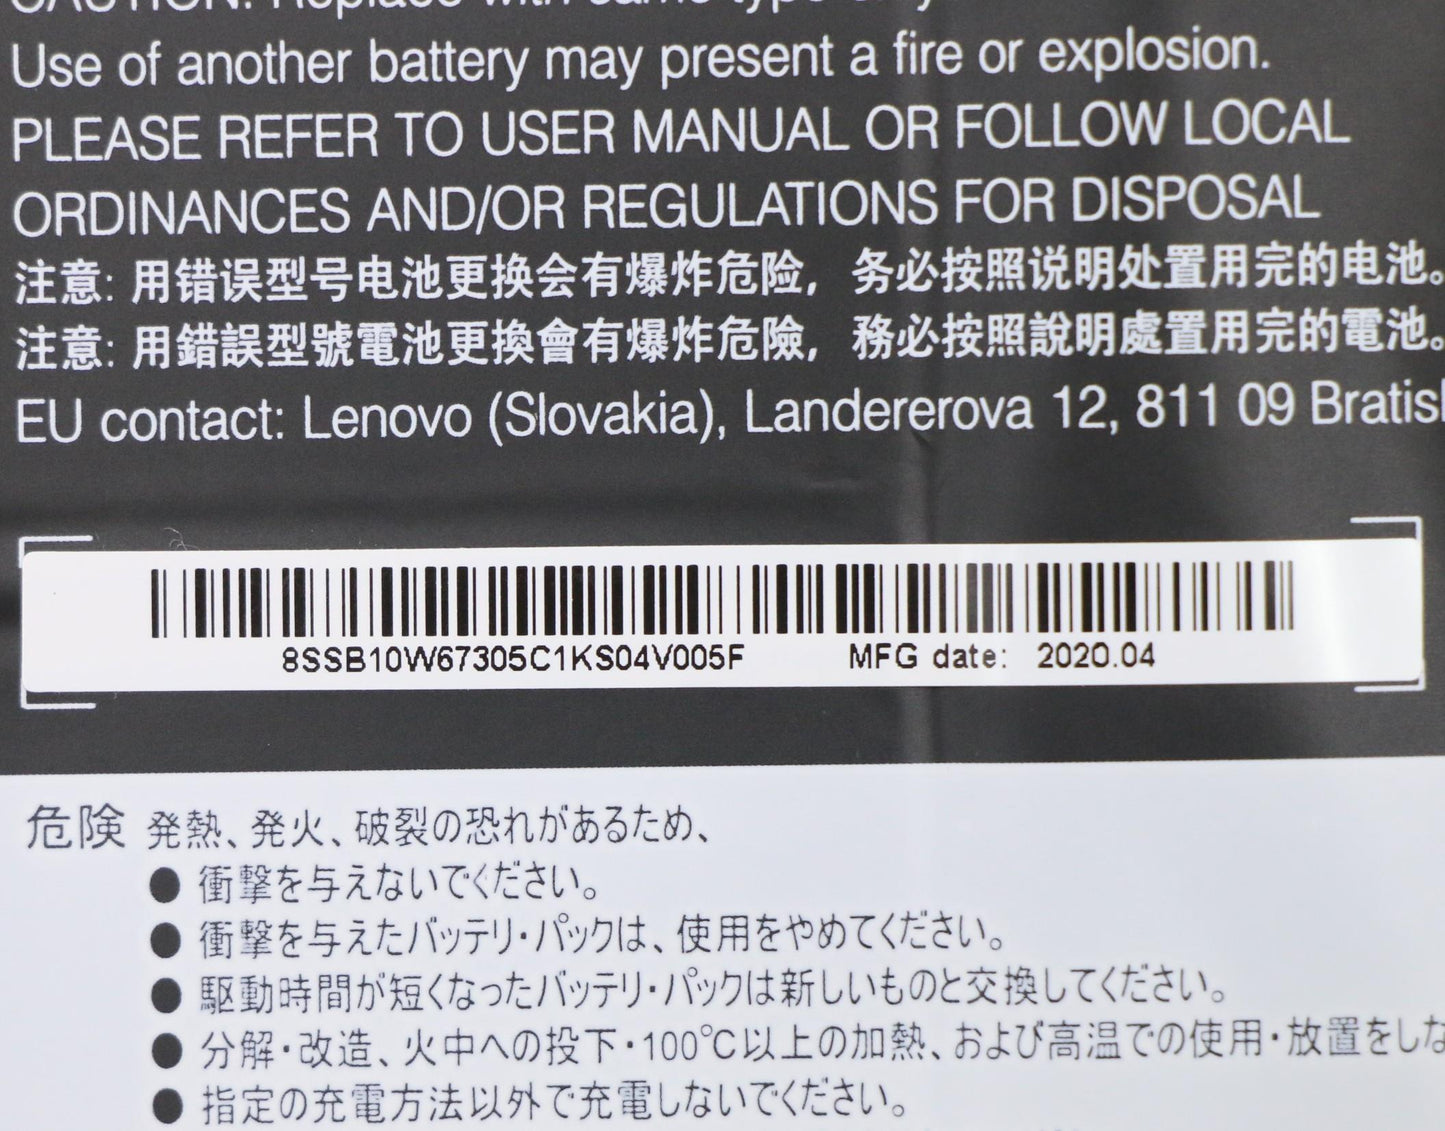 CAUTION: Replace with same type only.
Use of another battery may present a fire or explosion.
PLEASE REFER TO USER MANUAL OR FOLLOW LOCAL
ORDINANCES AND/OR REGULATIONS FOR DISPOSAL
注意: 用错误型号电池更换会有爆炸危险，务必按照说明处置用完的电池。
注意: 用錯誤型號電池更換會有爆炸危險，務必按照說明處置用完的電池。
EU contact: Lenovo (Slovakia), Landererova 12, 811 09 Bratisl
8SSB10W67305C1KS04V005F MFG date: 2020.04
危険 発熱、発火、破裂の恐れがあるため、
● 衝撃を与えないでください。
● 衝撃を与えたバッテリ・パックは、使用をやめてください。
● 駆動時間が短くなったバッテリ・パックは新しいものと交換してください。
● 分解・改造、火中への投下・100℃以上の加熱、および高温での使用・放置をしな
● 指定の充電方法以外で充電しないでください。